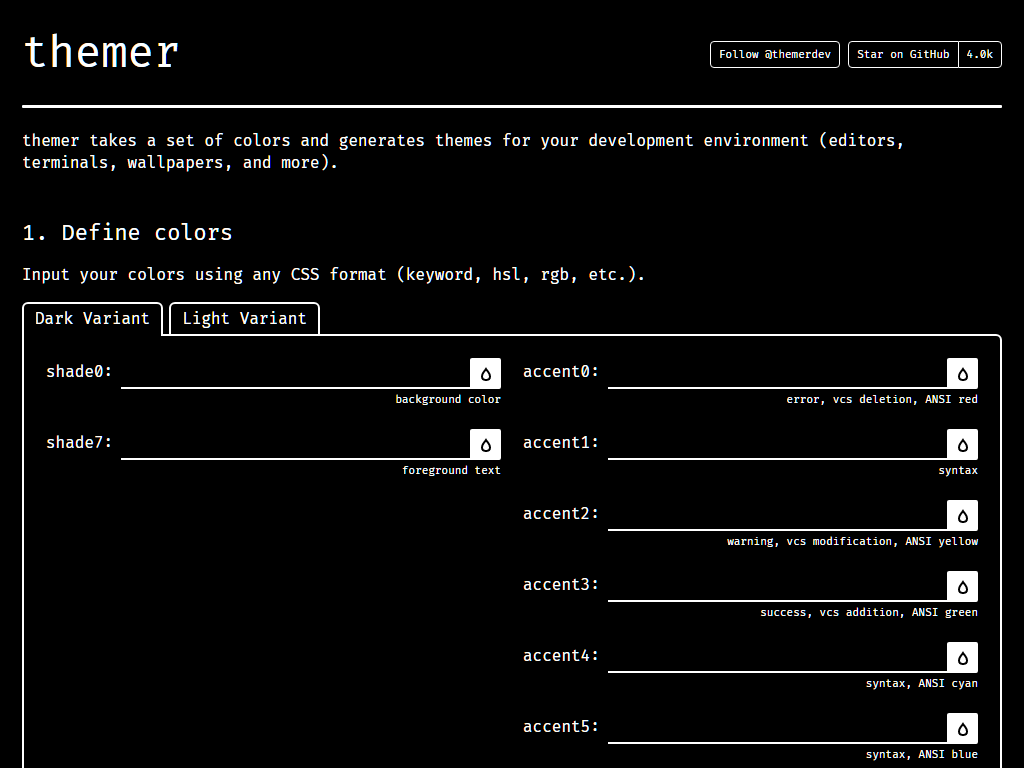 themer
Follow @themerdev
Star on GitHub
4.0k
themer takes a set of colors and generates themes for your development environment (editors,
terminals, wallpapers, and more).
1. Define colors
Input your colors using any CSS format (keyword, hsl, rgb, etc.).
Dark Variant
Light Variant
shade0:
background color
shade7:
foreground text
accent0:
error, vcs deletion, ANSI red
accent1:
syntax
accent2:
warning, vcs modification, ANSI yellow
accent3:
success, vcs addition, ANSI green
accent4:
syntax, ANSI cyan
accent5:
syntax, ANSI blue